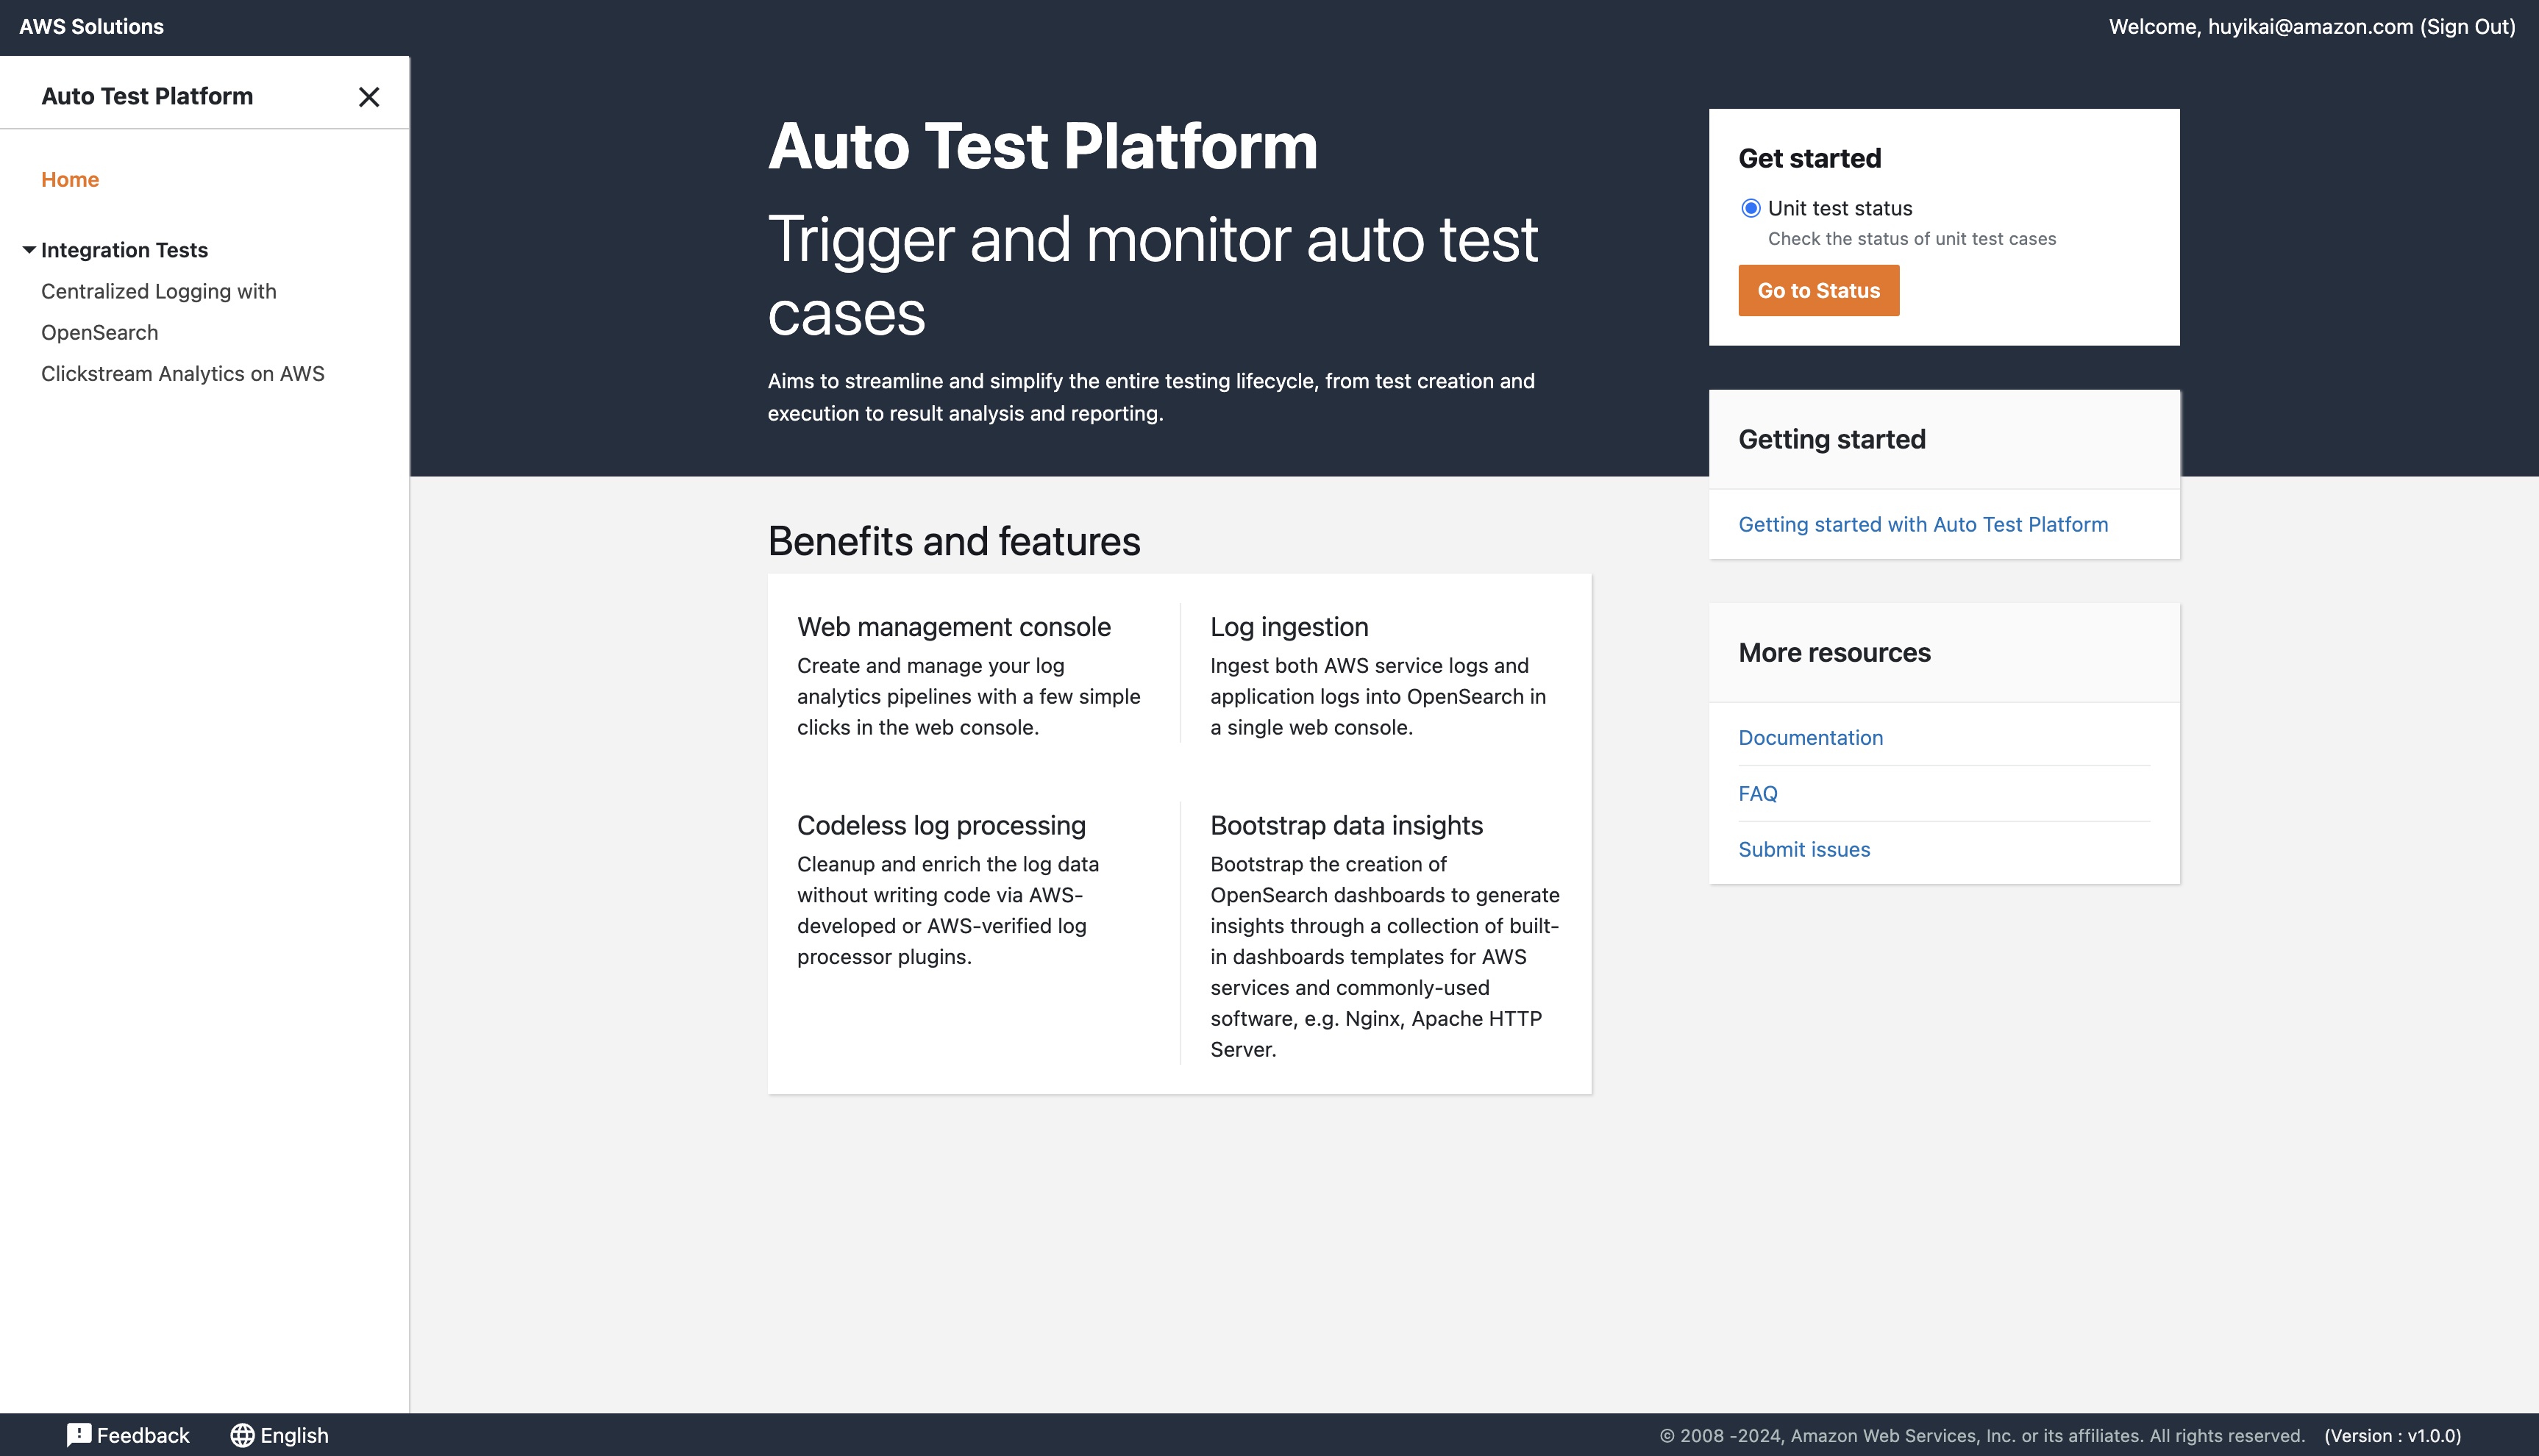 AWS Solutions
Welcome, huyikai@amazon.com (Sign Out)
Auto Test Platform
Home
Integration Tests
Centralized Logging with
OpenSearch
Clickstream Analytics on AWS
Auto Test Platform
Trigger and monitor auto test
cases
Aims to streamline and simplify the entire testing lifecycle, from test creation and
execution to result analysis and reporting.
Get started
Unit test status
Check the status of unit test cases
Go to Status
Getting started
Getting started with Auto Test Platform
Benefits and features
Web management console
Create and manage your log
analytics pipelines with a few simple
clicks in the web console.
Log ingestion
Ingest both AWS service logs and
application logs into OpenSearch in
a single web console.
Codeless log processing
Cleanup and enrich the log data
without writing code via AWS-
developed or AWS-verified log
processor plugins.
Bootstrap data insights
Bootstrap the creation of
OpenSearch dashboards to generate
insights through a collection of built-
in dashboards templates for AWS
services and commonly-used
software, e.g. Nginx, Apache HTTP
Server.
More resources
Documentation
FAQ
Submit issues
Feedback
English
© 2008 -2024, Amazon Web Services, Inc. or its affiliates. All rights reserved. (Version : v1.0.0)